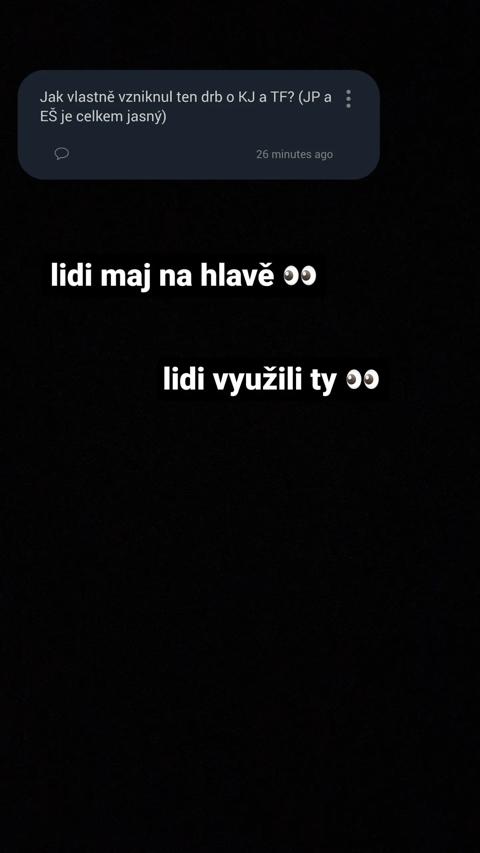 Jak vlastně vzniknul ten drb o KJ a TF? (JP a
EŠ je celkem jasný)
26 minutes ago
lidi maj na hlavě 👀
lidi využili ty 👀